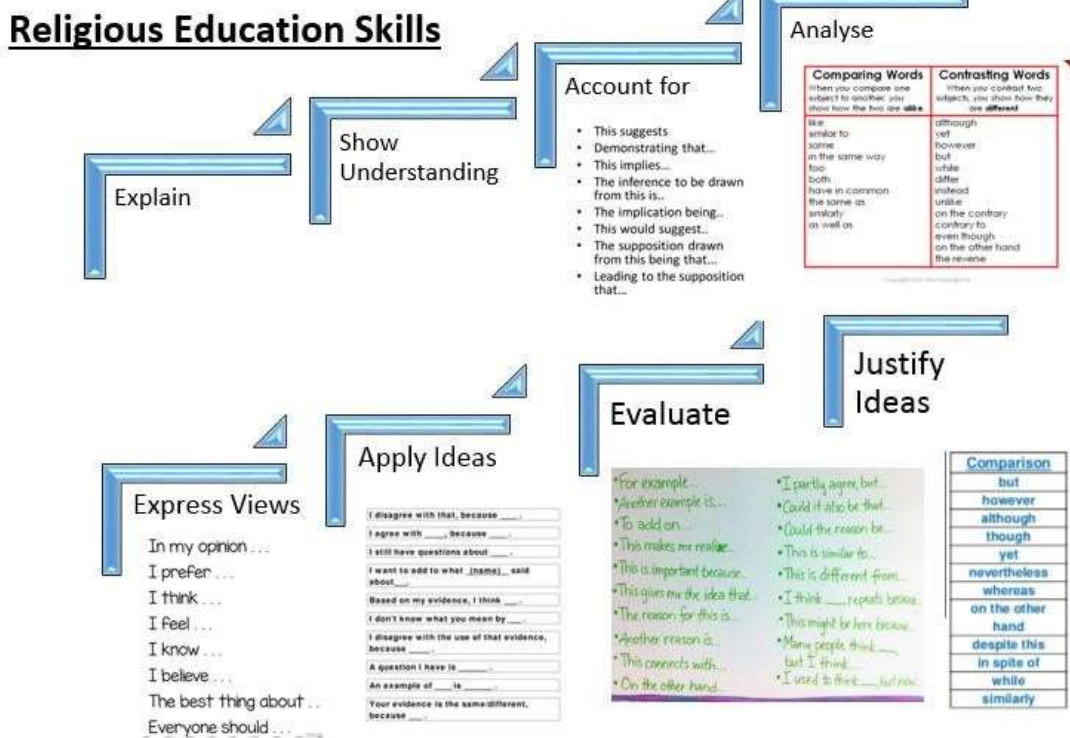 Religious Education Skills
Explain
Show
Understanding
Account for
• This suggests
• Demonstrating that...
• This implies...
• The inference to be drawn
from this is..
• The implication being..
• This would suggest..
• The supposition drawn
from this being that...
• Leading to the supposition
that...
Analyse
Comparing Words
When you compare one
subject to another, you
show how the two are alike
like
similar to
same
in the same way
too
both
have in common
the same as
similarly
as well as
Contrasting Words
When you contrast two
subjects, you show how they
are different
although
yet
however
but
while
differ
instead
unlike
on the contrary
contrary to
even though
on the other hand
the reverse
Express Views
In my opinion . . .
I prefer . . .
I think . . .
I feel . . .
I know . . .
I believe . . .
The best thing about . .
Everyone should . . .
Apply Ideas
I disagree with that, because ___ .
I agree with ___, because ___ .
I still have questions about ___ .
I want to add to what (name) said
about___.
Based on my evidence, I think ___ .
I don't know what you mean by ___ .
I disagree with the use of that evidence,
because ___ .
A question I have is ___ .
An example of ___ is ___ .
Your evidence is the same/different,
because ___ .
Evaluate
•For example...
•Another example is...
•To add on...
•This makes me realize...
•This is important because...
•This gives me the idea that...
•The reason for this is...
•Another reason is...
•This connects with...
•On the other hand...
•I partly agree, but...
•Could it also be that...
•Could the reason be...
•This is similar to...
•This is different from...
•I think ___ repeats because...
•This might be here because...
•Many people think ___,
but I think...
•I used to think ___, but now...
Justify
Ideas
Comparison
but
however
although
though
yet
nevertheless
whereas
on the other
hand
despite this
in spite of
while
similarly